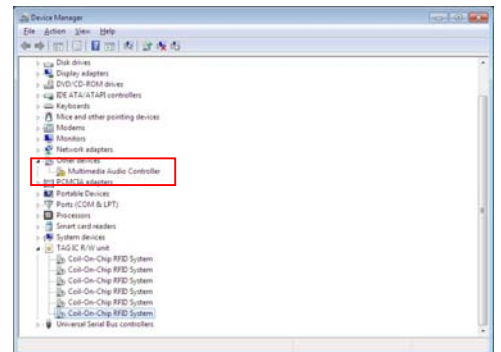 Device Manager
File Action View Help
Disk drives
Display adapters
DVD/CD-ROM drives
IDE ATA/ATAPI controllers
Keyboards
Mice and other pointing devices
Modems
Monitors
Network adapters
Other devices
Multimedia Audio Controller
PCMCIA adapters
Portable Devices
Ports (COM & LPT)
Processors
Smart card readers
System devices
TAG IC R/W unit
Coil-On-Chip RFID System
Coil-On-Chip RFID System
Coil-On-Chip RFID System
Coil-On-Chip RFID System
Coil-On-Chip RFID System
Coil-On-Chip RFID System
Universal Serial Bus controllers